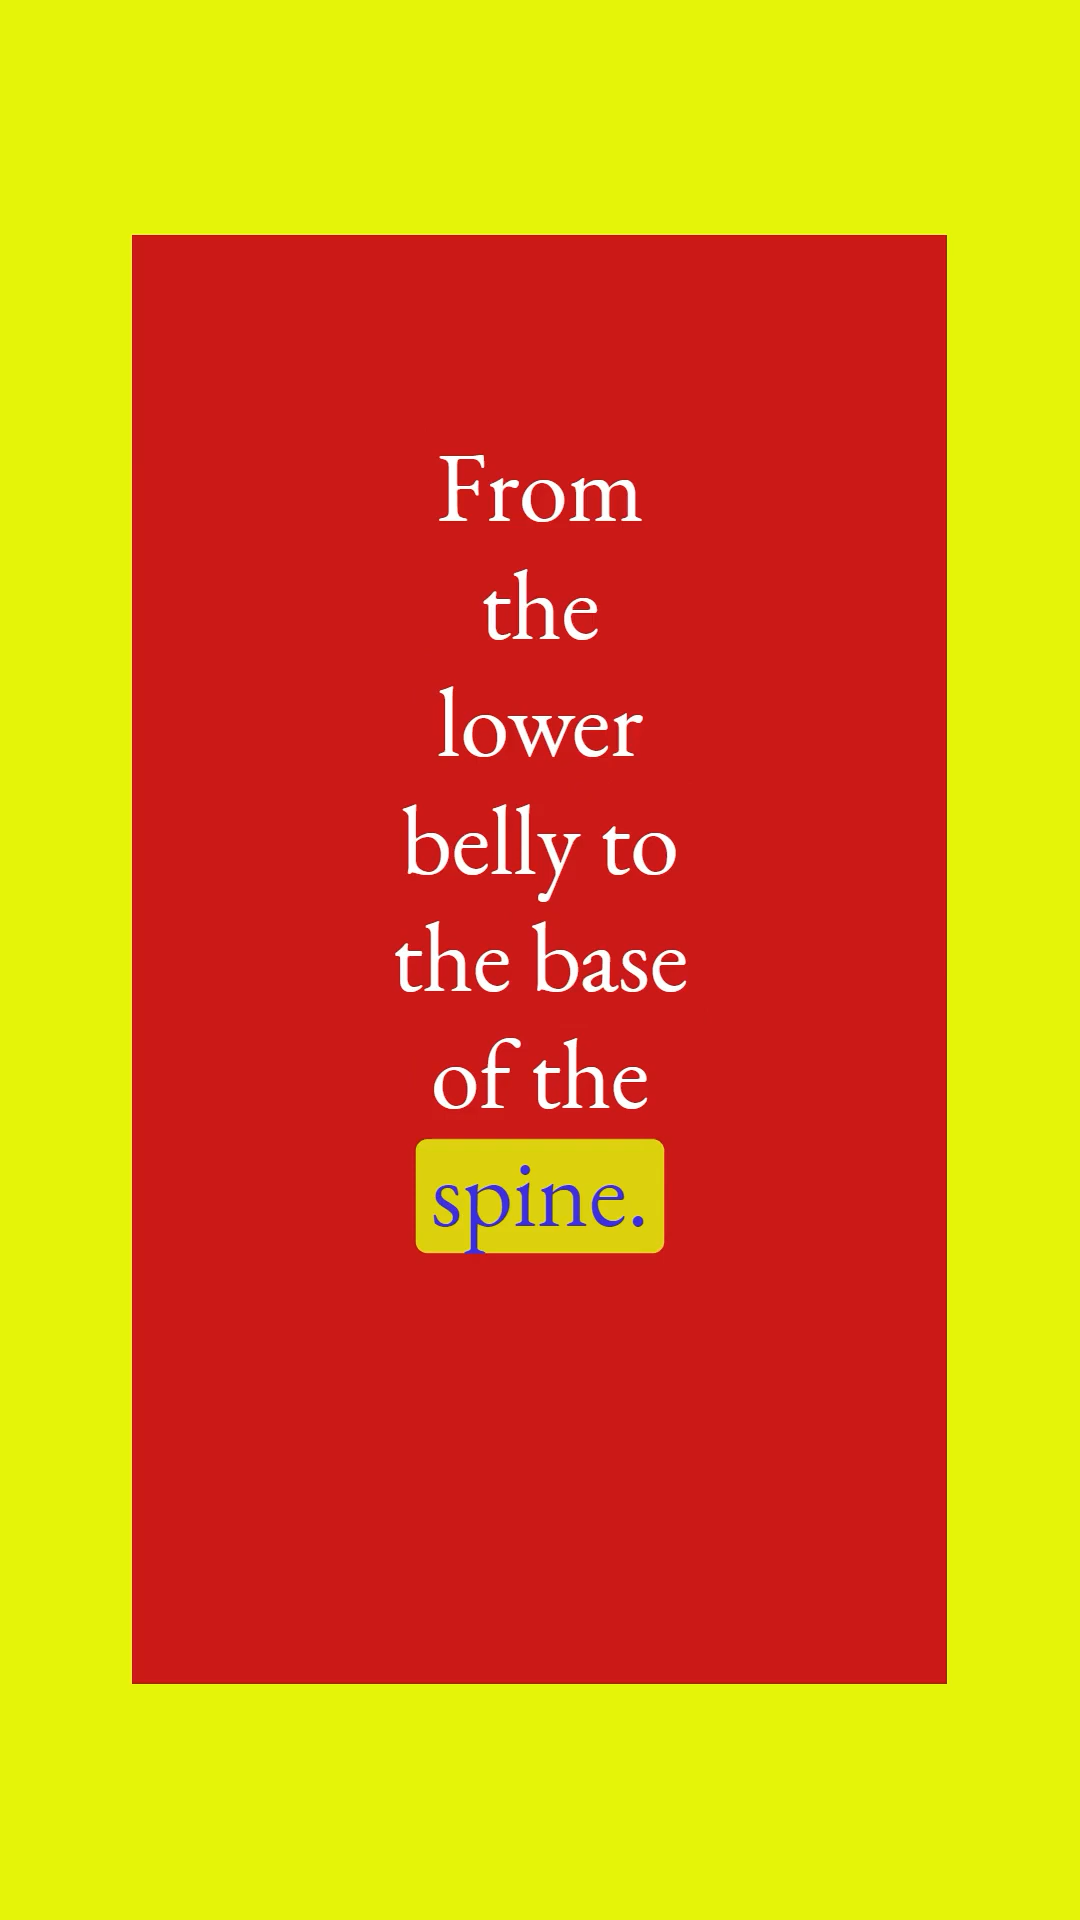 From
the
lower
belly to
the base
of the
spine.